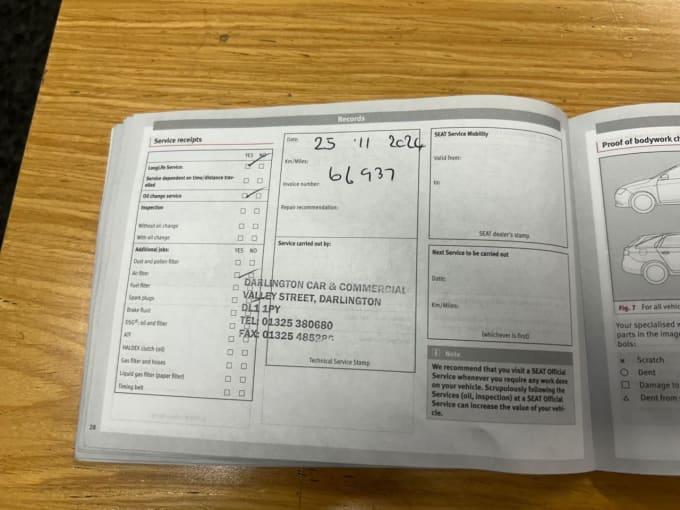 Records
Service receipts
YES NO
LongLife Service:
Service dependent on time/distance trav-
elled
Oil change service
Inspection
Without oil change
With oil change
Additional jobs: YES NO
Dust and pollen filter
Air filter
Fuel filter
Spark plugs
Brake fluid
DSG®: oil and filter
ATF
HALDEX clutch (oil)
Gas filter and hoses
Liquid gas filter (paper filter)
Timing belt
28
Date: 25 11 2024
Km/Miles: 66937
Invoice number:
Repair recommendation:
Service carried out by:
DARLINGTON CAR & COMMERCIAL
VALLEY STREET, DARLINGTON
DL1 1PY
TEL: 01325 380680
FAX: 01325
Technical Service Stamp
SEAT Service Mobility
Valid from:
to:
SEAT dealer's stamp
Next Service to be carried out
Date:
Km/Miles:
(whichever is first)
i Note
We recommend that you visit a SEAT Official
Service whenever you require any work done
on your vehicle. Scrupulously following the
Services (oil, inspection) at a SEAT Official
Service can increase the value of your vehi-
cle.
Proof of bodywork
Fig. 7 For all
Your specialised
parts in the
bols:
× Scratch
Dent
Damage to
Dent from